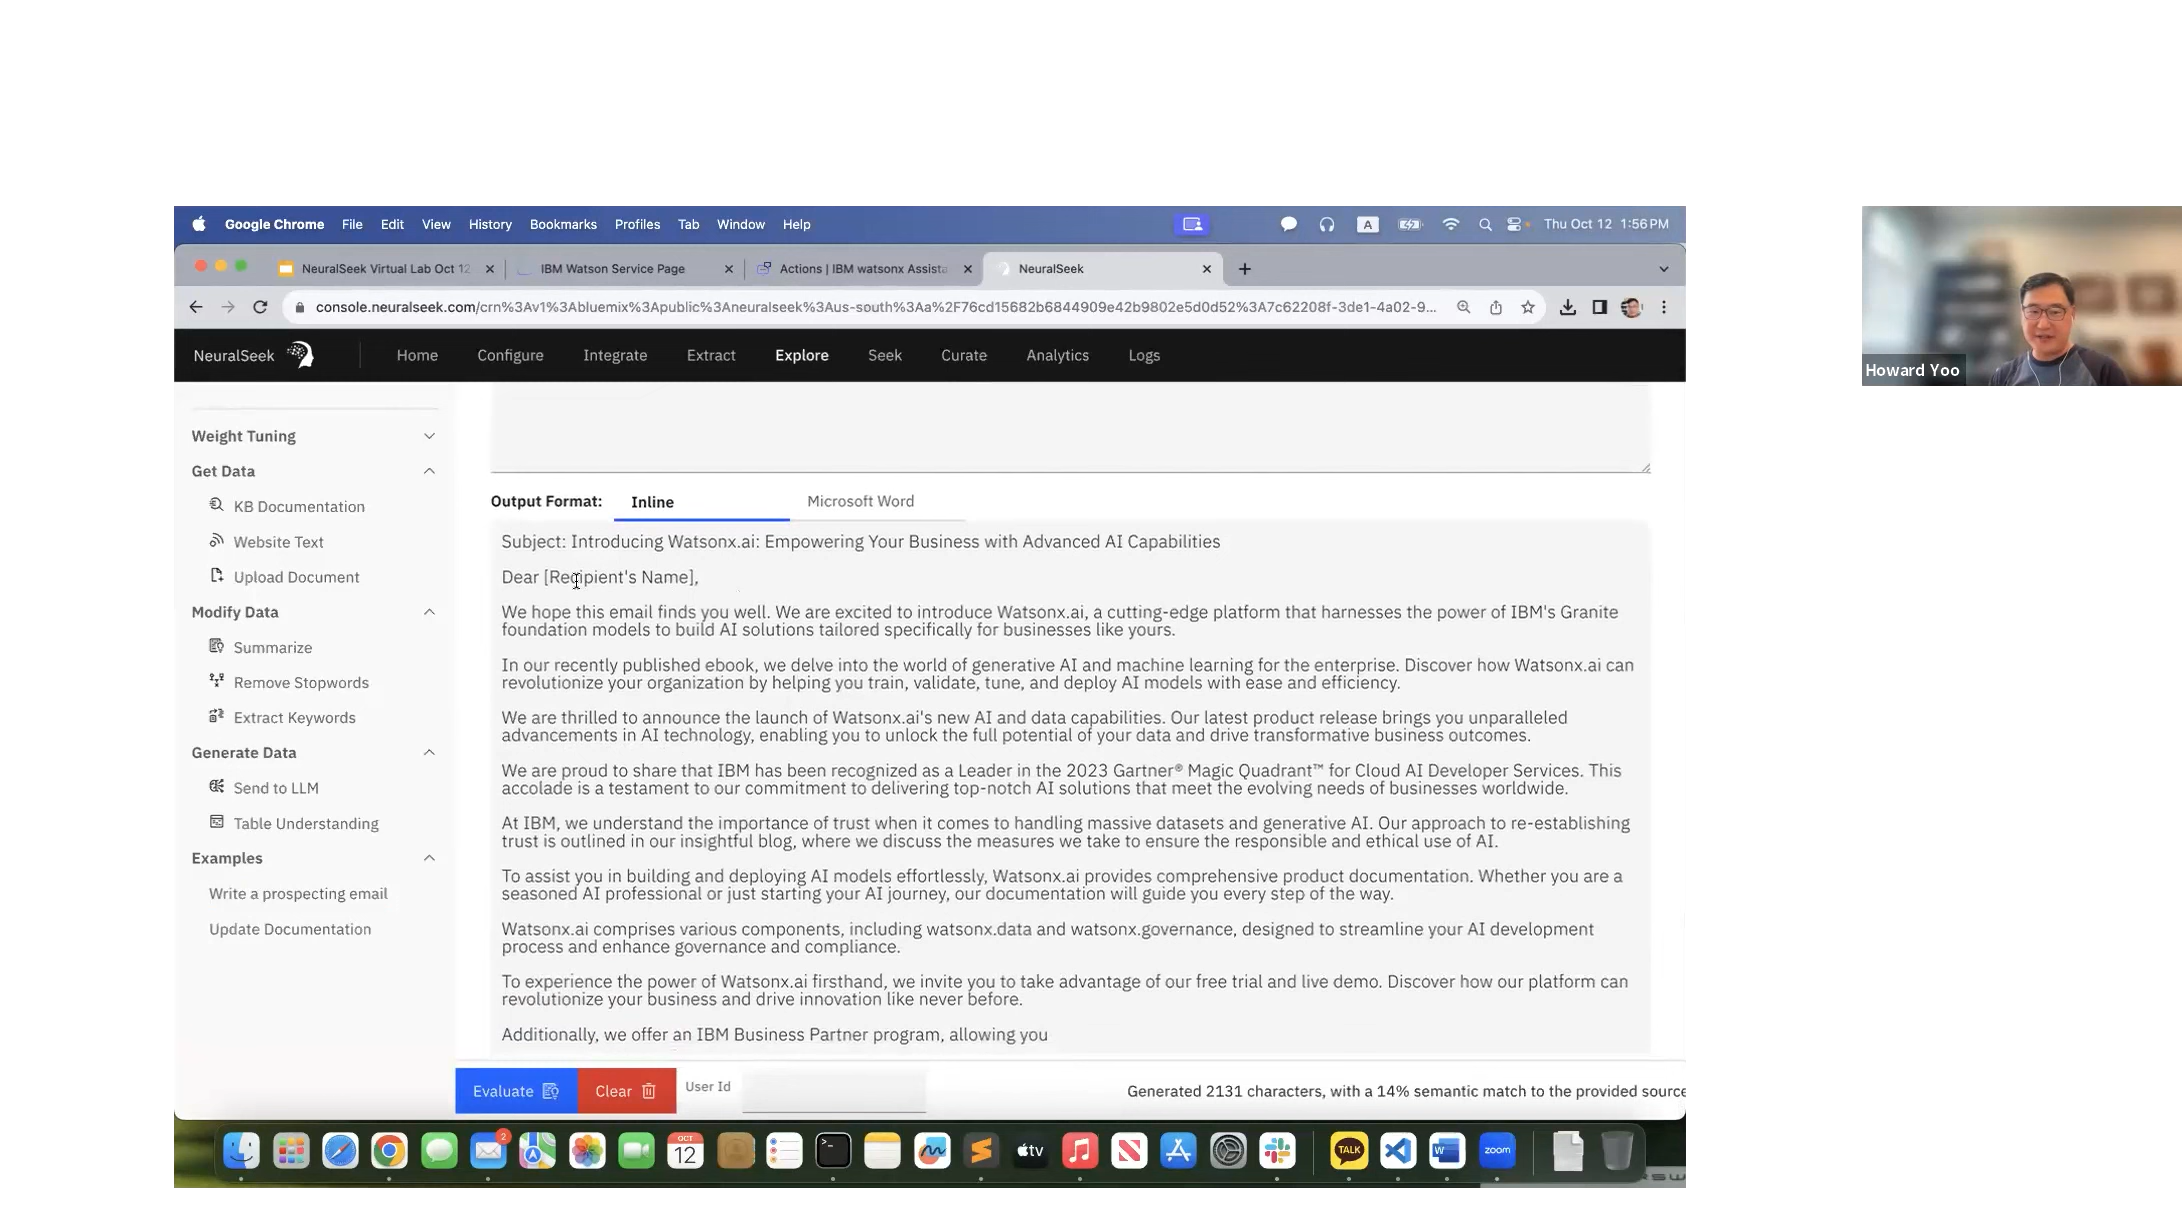 Google Chrome File Edit View History Bookmarks Profiles Tab Window Help
A
Thu Oct 12 1:56 PM
NeuralSeek Virtual Lab Oct 12
IBM Watson Service Page
Actions | IBM watsonx Assista
NeuralSeek
console.neuralseek.com/crn%3Av1%3Abluemix%3Apublic%3Aneuralseek%3Aus-south%3Aa%2F76cd15682b6844909e42b9802e5d0d52%3A7c62208f-3de1-4a02-9...
NeuralSeek
Home
Configure
Integrate
Extract
Explore
Seek
Curate
Analytics
Logs
Howard Yoo
Weight Tuning
Get Data
KB Documentation
Website Text
Upload Document
Modify Data
Summarize
Remove Stopwords
Extract Keywords
Generate Data
Send to LLM
Table Understanding
Examples
Write a prospecting email
Update Documentation
Output Format: Inline Microsoft Word
Subject: Introducing Watsonx.ai: Empowering Your Business with Advanced AI Capabilities
Dear [Recipient's Name],
We hope this email finds you well. We are excited to introduce Watsonx.ai, a cutting-edge platform that harnesses the power of IBM's Granite
foundation models to build AI solutions tailored specifically for businesses like yours.
In our recently published ebook, we delve into the world of generative AI and machine learning for the enterprise. Discover how Watsonx.ai can
revolutionize your organization by helping you train, validate, tune, and deploy AI models with ease and efficiency.
We are thrilled to announce the launch of Watsonx.ai's new AI and data capabilities. Our latest product release brings you unparalleled
advancements in AI technology, enabling you to unlock the full potential of your data and drive transformative business outcomes.
We are proud to share that IBM has been recognized as a Leader in the 2023 Gartner® Magic Quadrant™ for Cloud AI Developer Services. This
accolade is a testament to our commitment to delivering top-notch AI solutions that meet the evolving needs of businesses worldwide.
At IBM, we understand the importance of trust when it comes to handling massive datasets and generative AI. Our approach to re-establishing
trust is outlined in our insightful blog, where we discuss the measures we take to ensure the responsible and ethical use of AI.
To assist you in building and deploying AI models effortlessly, Watsonx.ai provides comprehensive product documentation. Whether you are a
seasoned AI professional or just starting your AI journey, our documentation will guide you every step of the way.
Watsonx.ai comprises various components, including watsonx.data and watsonx.governance, designed to streamline your AI development
process and enhance governance and compliance.
To experience the power of Watsonx.ai firsthand, we invite you to take advantage of our free trial and live demo. Discover how our platform can
revolutionize your business and drive innovation like never before.
Additionally, we offer an IBM Business Partner program, allowing you
Evaluate
Clear
User Id
Generated 2131 characters, with a 14% semantic match to the provided source
2
OCT
12
tv
TALK
W
zoom